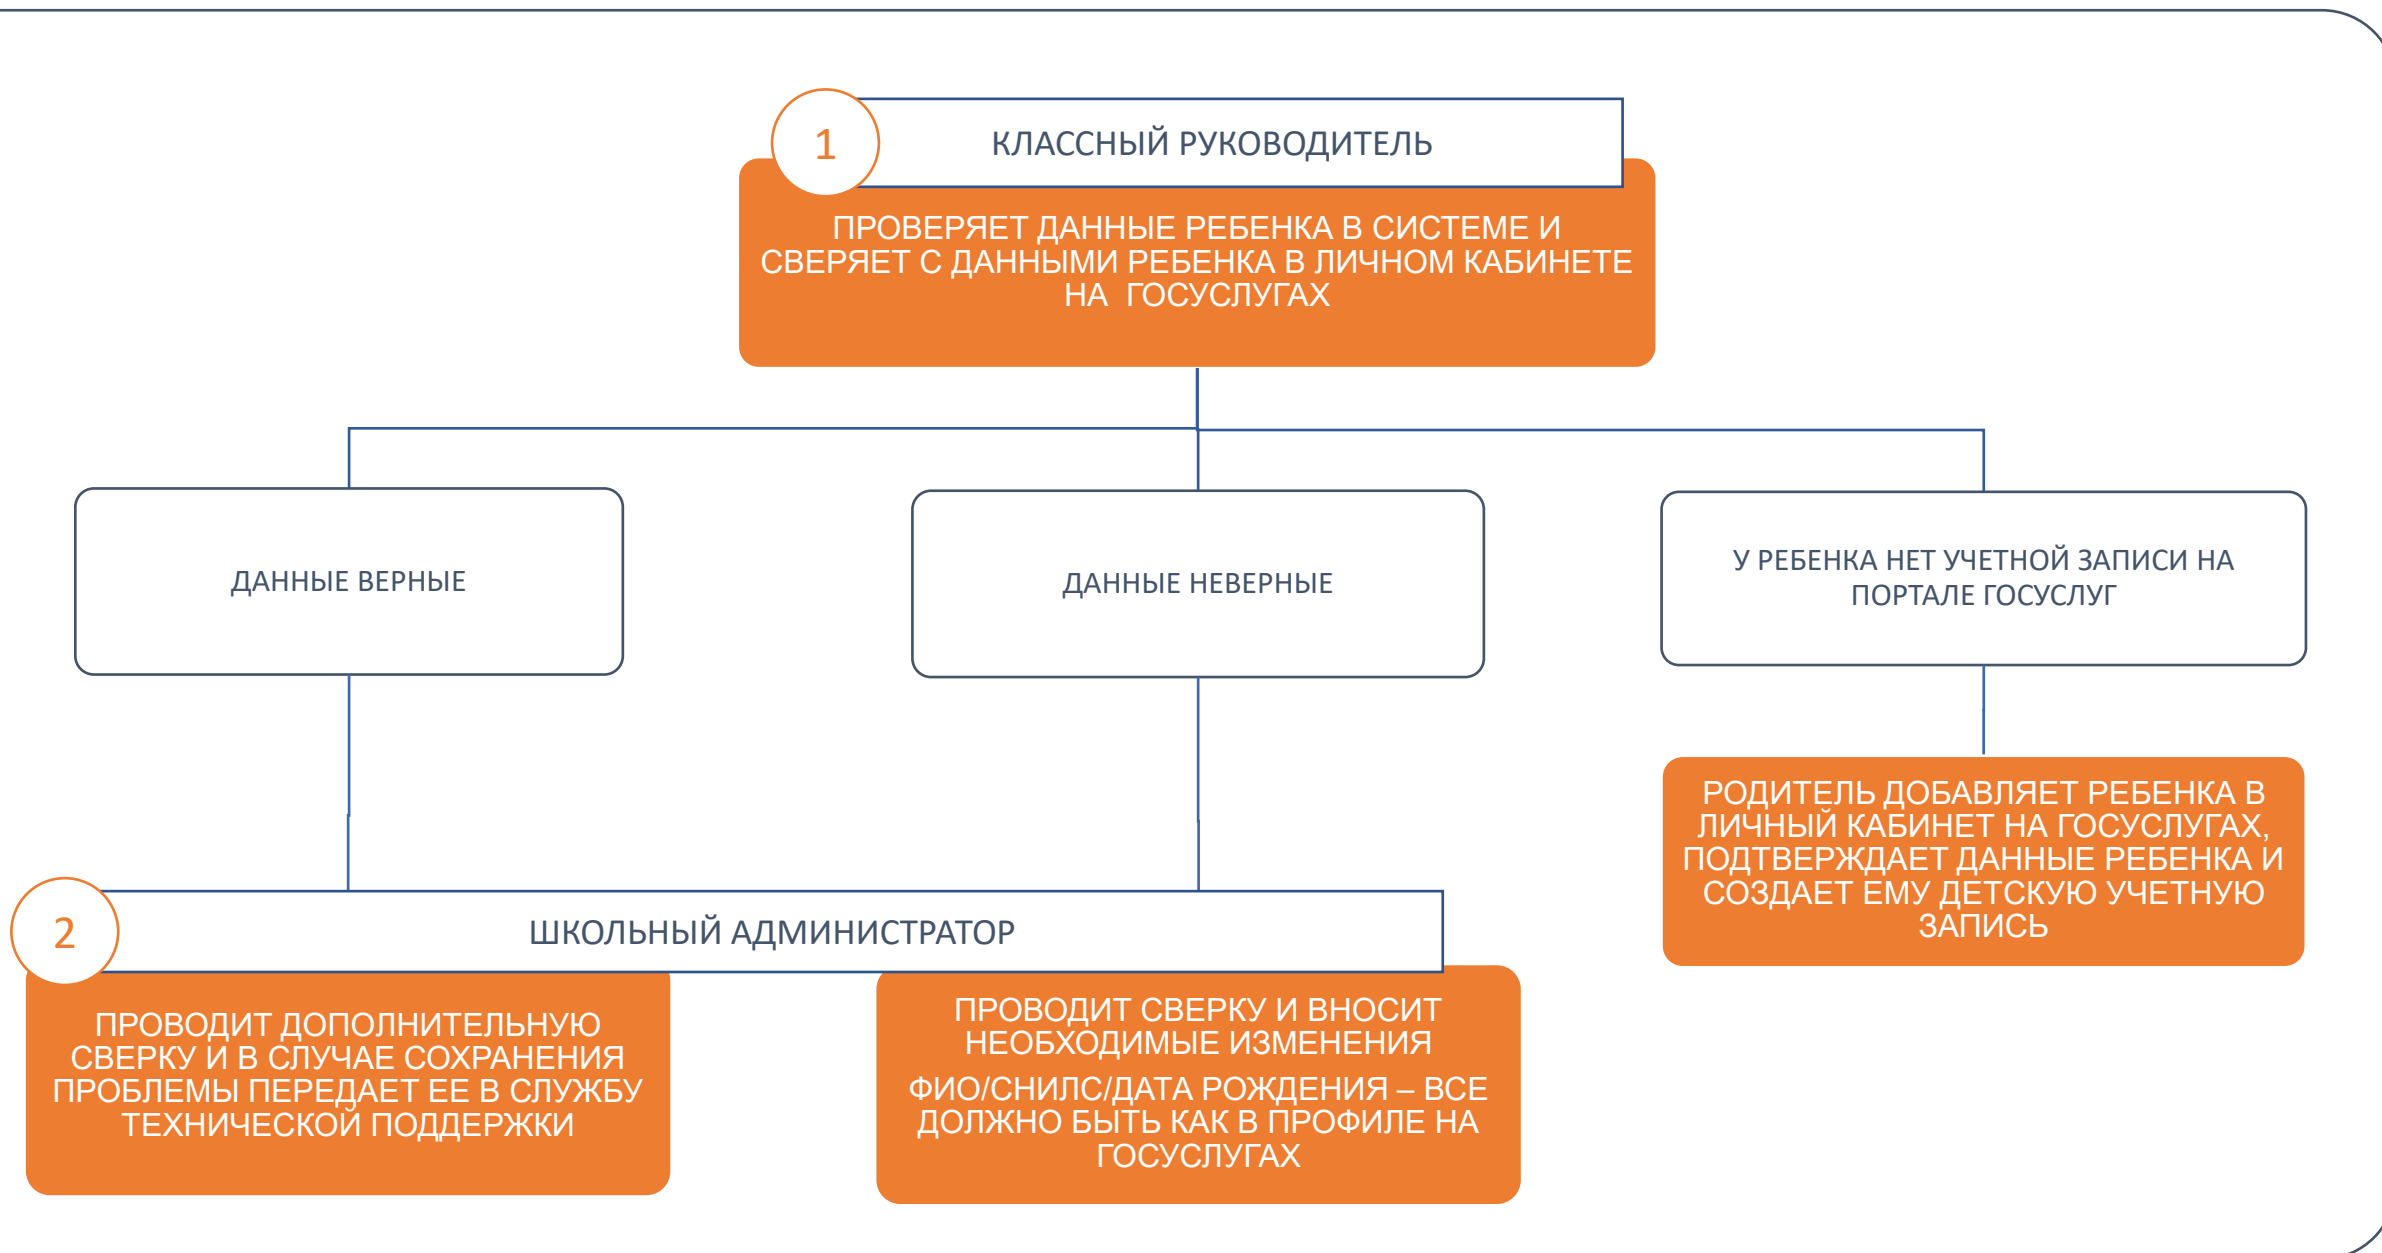 1
КЛАССНЫЙ РУКОВОДИТЕЛЬ
ПРОВЕРЯЕТ ДАННЫЕ РЕБЕНКА В СИСТЕМЕ И
СВЕРЯЕТ С ДАННЫМИ РЕБЕНКА В ЛИЧНОМ КАБИНЕТЕ
НА ГОСУСЛУГАХ
ДАННЫЕ ВЕРНЫЕ
ДАННЫЕ НЕВЕРНЫЕ
У РЕБЕНКА НЕТ УЧЕТНОЙ ЗАПИСИ НА
ПОРТАЛЕ ГОСУСЛУГ
РОДИТЕЛЬ ДОБАВЛЯЕТ РЕБЕНКА В
ЛИЧНЫЙ КАБИНЕТ НА ГОСУСЛУГАХ,
ПОДТВЕРЖДАЕТ ДАННЫЕ РЕБЕНКА И
СОЗДАЕТ ЕМУ ДЕТСКУЮ УЧЕТНУЮ
ЗАПИСЬ
2
ШКОЛЬНЫЙ АДМИНИСТРАТОР
ПРОВОДИТ ДОПОЛНИТЕЛЬНУЮ
СВЕРКУ И В СЛУЧАЕ СОХРАНЕНИЯ
ПРОБЛЕМЫ ПЕРЕДАЕТ ЕЕ В СЛУЖБУ
ТЕХНИЧЕСКОЙ ПОДДЕРЖКИ
ПРОВОДИТ СВЕРКУ И ВНОСИТ
НЕОБХОДИМЫЕ ИЗМЕНЕНИЯ
ФИО/СНИЛС/ДАТА РОЖДЕНИЯ – ВСЕ
ДОЛЖНО БЫТЬ КАК В ПРОФИЛЕ НА
ГОСУСЛУГАХ